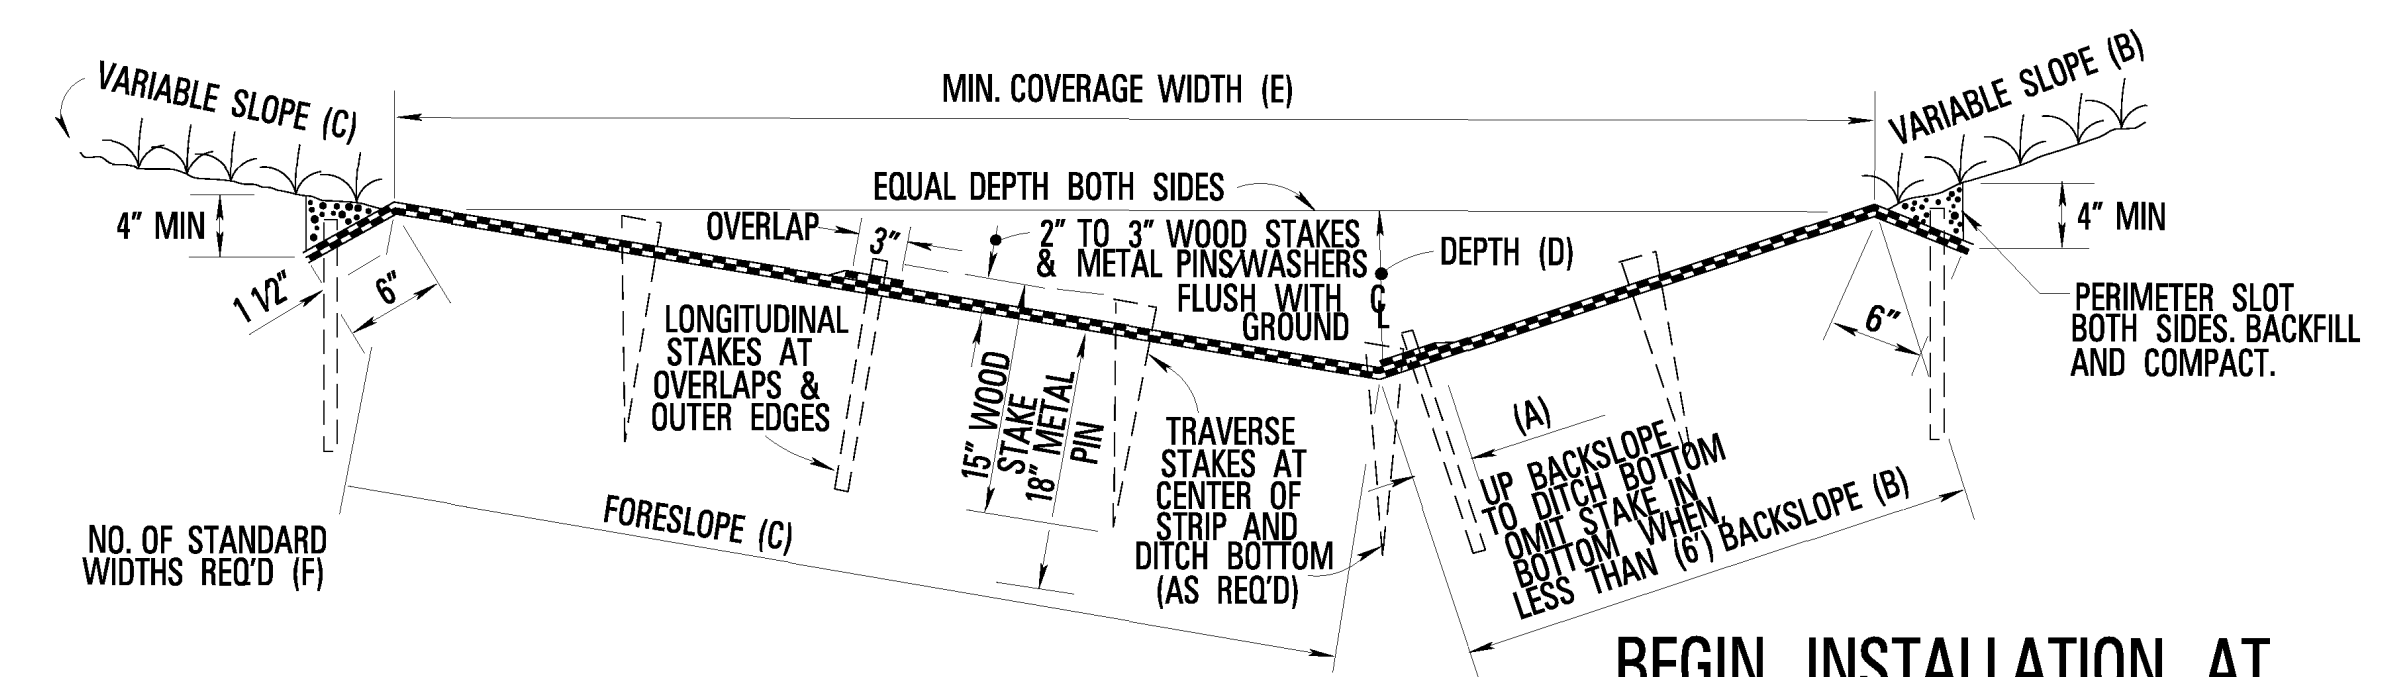 VARIABLE SLOPE (C)
MIN. COVERAGE WIDTH (E)
VARIABLE SLOPE (B)
4" MIN
EQUAL DEPTH BOTH SIDES
4" MIN
OVERLAP
3"
2" TO 3" WOOD STAKES
& METAL PINS/WASHERS
FLUSH WITH
GROUND
CL
DEPTH (D)
1 1/2"
6"
6"
PERIMETER SLOT
BOTH SIDES. BACKFILL
AND COMPACT.
LONGITUDINAL
STAKES AT
OVERLAPS &
OUTER EDGES
15" WOOD
STAKE
18" METAL
PIN
TRAVERSE
STAKES AT
CENTER OF
STRIP AND
DITCH BOTTOM
(AS REQ'D)
(A)
UP BACKSLOPE
TO DITCH BOTTOM
OMIT STAKE IN
BOTTOM WHEN,
LESS THAN (6')
BACKSLOPE (B)
FORESLOPE (C)
NO. OF STANDARD
WIDTHS REQ'D (F)
BEGIN INSTALLATION AT